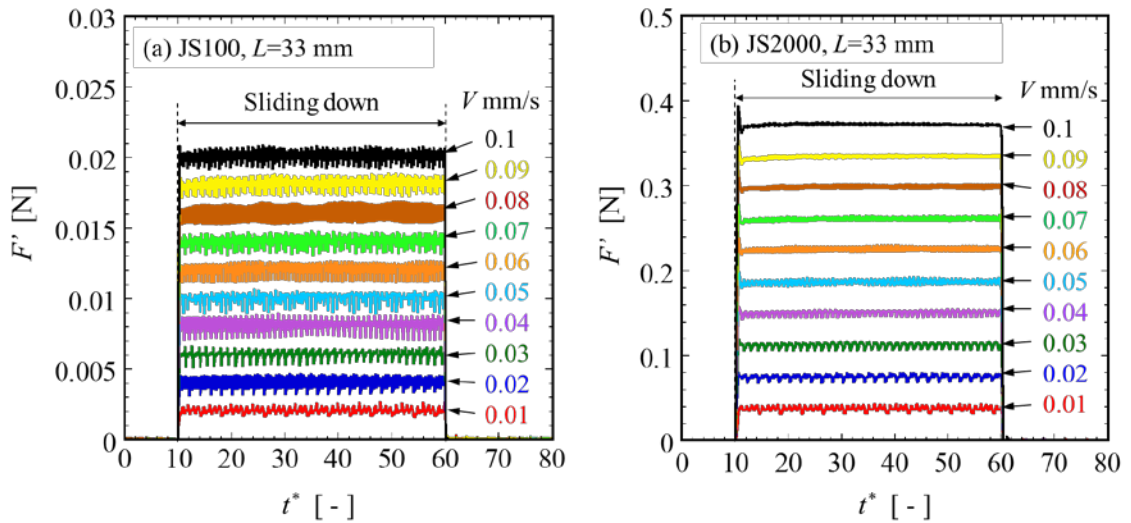 (a) JS100, L=33 mm
Sliding down
V mm/s
0.1
0.09
0.08
0.07
0.06
0.05
0.04
0.03
0.02
0.01
0.03
0.025
0.02
0.015
0.01
0.005
0
F' [N]
0 10 20 30 40 50 60 70 80
t* [ - ]
(b) JS2000, L=33 mm
Sliding down
V mm/s
0.1
0.09
0.08
0.07
0.06
0.05
0.04
0.03
0.02
0.01
0.5
0.4
0.3
0.2
0.1
0
F' [N]
0 10 20 30 40 50 60 70 80
t* [ - ]